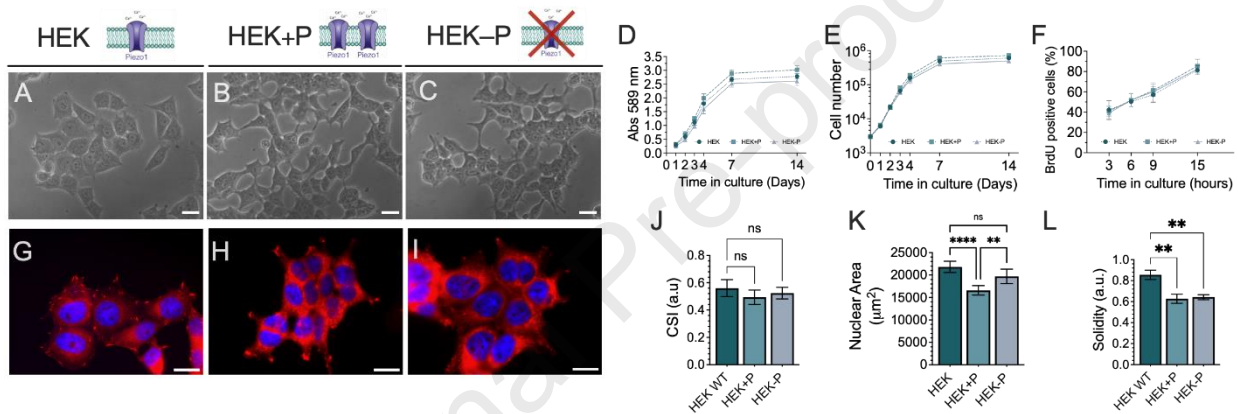 HEK
HEK+P
HEK–P
Piezo1
Piezo1
Piezo1
A
B
C
D
Abs 589 nm
3.5
3.0
2.5
2.0
1.5
1.0
0.5
0.0
HEK HEK+P HEK-P
0 1 2 3 4 7 14
Time in culture (Days)
E
Cell number
10⁶
10⁵
10⁴
10³
HEK HEK+P HEK-P
0 1 2 3 4 7 14
Time in culture (Days)
F
BrdU positive cells (%)
100
80
60
40
20
0
HEK HEK+P HEK-P
3 6 9 15
Time in culture (hours)
G
H
I
J
CSI (a.u)
1.0
0.8
0.6
0.4
0.2
0.0
ns
ns
HEK WT
HEK+P
HEK-P
K
Nuclear Area
(μm²)
25000
20000
15000
10000
5000
0
ns
**** **
HEK
HEK+P
HEK-P
L
Solidity (a.u.)
1.0
0.8
0.6
0.4
0.2
0.0
**
**
HEK WT
HEK+P
HEK-P